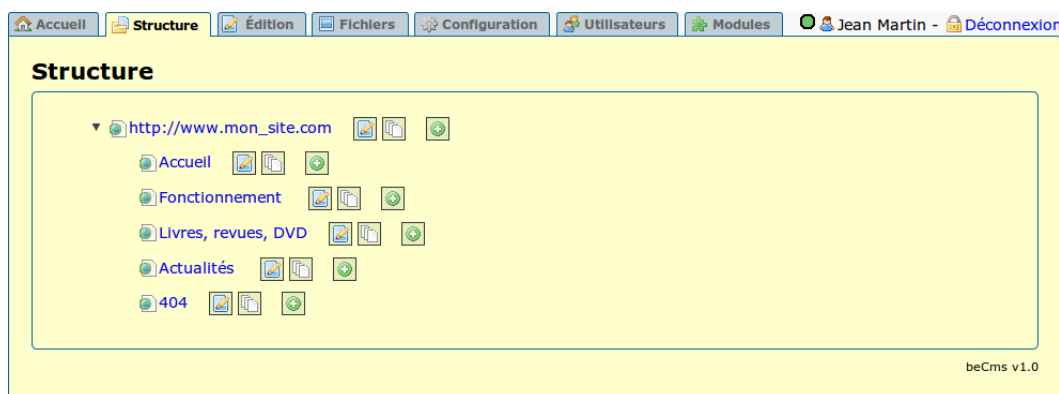 Accueil Structure Édition Fichiers Configuration Utilisateurs Modules Jean Martin - Déconnexion
Structure
http://www.mon_site.com
Accueil
Fonctionnement
Livres, revues, DVD
Actualités
404
beCms v1.0